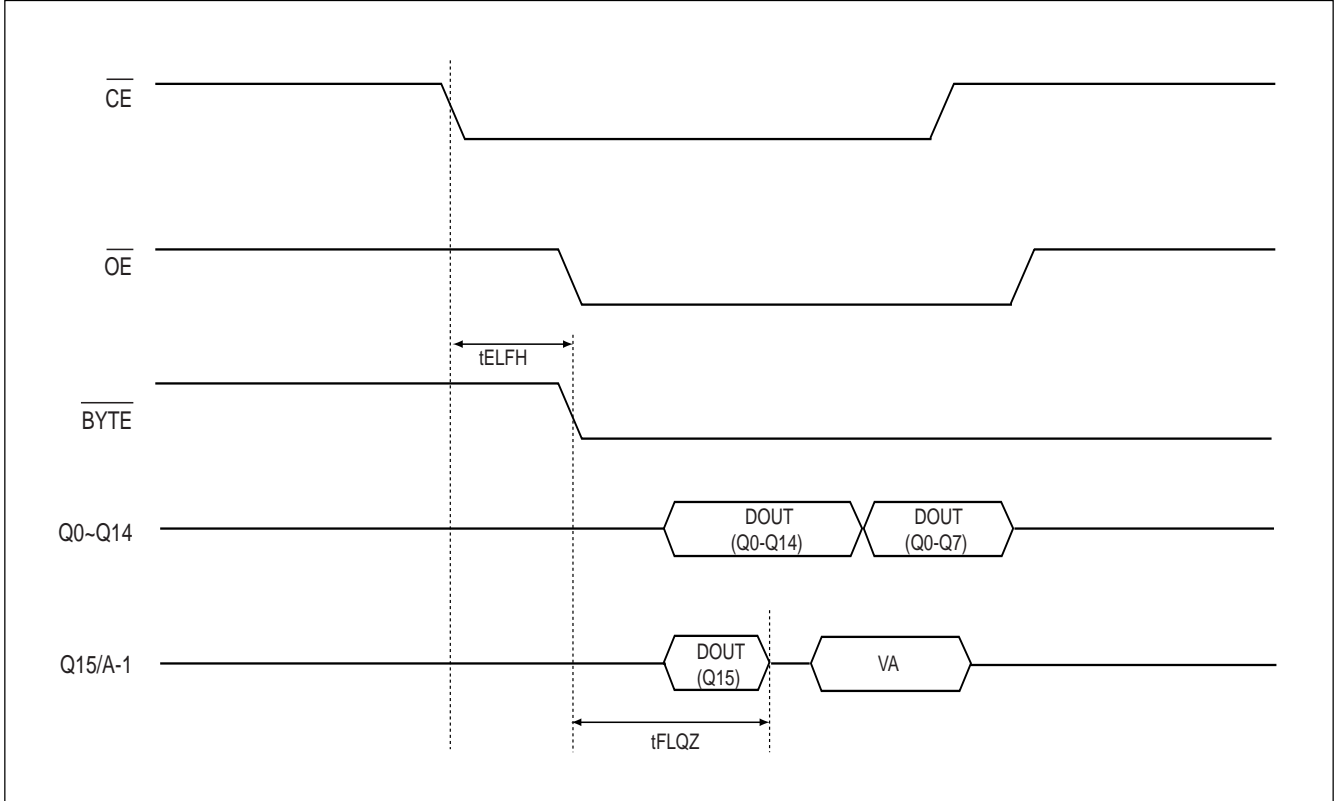 CE
OE
tELFH
BYTE
Q0~Q14
DOUT
(Q0-Q14)
DOUT
(Q0-Q7)
Q15/A-1
DOUT
(Q15)
VA
tFLQZ